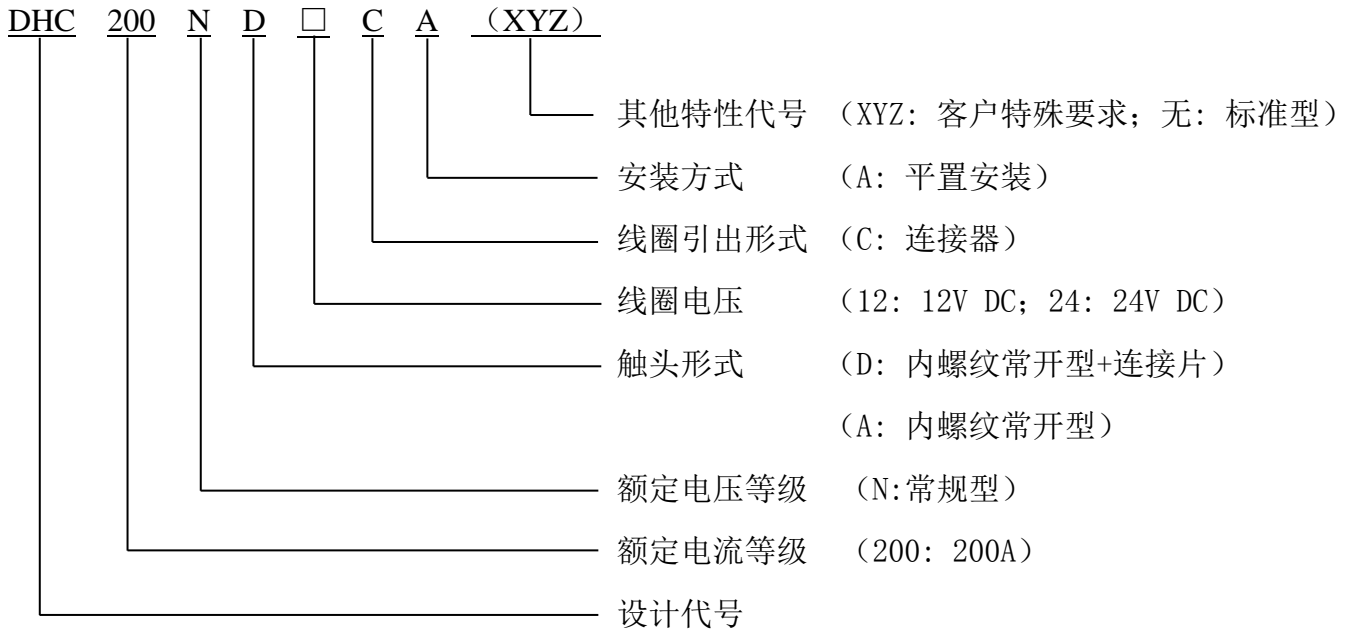 DHC 200 N D □ C A （XYZ）
其他特性代号 （XYZ: 客户特殊要求; 无: 标准型）
安装方式 （A: 平置安装）
线圈引出形式 （C: 连接器）
线圈电压 （12: 12V DC; 24: 24V DC）
触头形式 （D: 内螺纹常开型+连接片）
（A: 内螺纹常开型）
额定电压等级 （N:常规型）
额定电流等级 （200: 200A）
设计代号